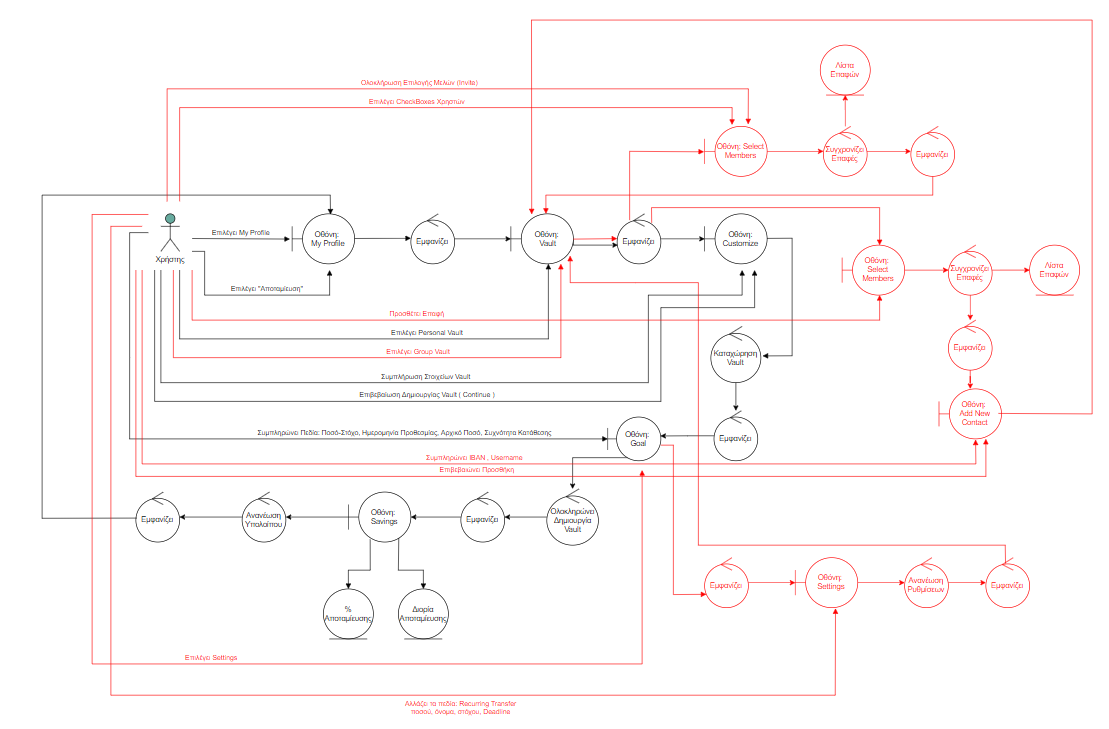 Λίστα
Επαφών
Ολοκλήρωση Επιλογής Μελών (Invite)
Επιλέγει CheckBoxes Χρηστών
Οθόνη: Select
Members
Συγχρονίζει
Επαφές
Εμφανίζει
Χρήστης
Επιλέγει My Profile
Οθόνη:
My Profile
Εμφανίζει
Οθόνη:
Vault
Εμφανίζει
Οθόνη:
Customize
Οθόνη:
Select
Members
Συγχρονίζει
Επαφές
Λίστα
Επαφών
Επιλέγει "Αποταμίευση"
Προσθέτει Επαφή
Επιλέγει Personal Vault
Επιλέγει Group Vault
Καταχώρηση
Vault
Εμφανίζει
Συμπλήρωση Στοιχείων Vault
Επιβεβαίωση Δημιουργίας Vault ( Continue )
Οθόνη:
Add New
Contact
Συμπληρώνει Πεδία: Ποσό-Στόχο, Ημερομηνία Προθεσμίας, Αρχικό Ποσό, Συχνότητα Κατάθεσης
Οθόνη:
Goal
Εμφανίζει
Συμπληρώνει IBAN , Username
Επιβεβαιώνει Προσθήκη
Εμφανίζει
Ανανέωση
Υπολοίπου
Οθόνη:
Savings
Εμφανίζει
Ολοκληρώνει
Δημιουργία
Vault
Εμφανίζει
Οθόνη:
Settings
Ανανέωση
Ρυθμίσεων
Εμφανίζει
%
Αποταμίευσης
Διορία
Αποταμίευσης
Επιλέγει Settings
Αλλάζει τα πεδία: Recurring Transfer
ποσού, όνομα. στόχου, Deadline